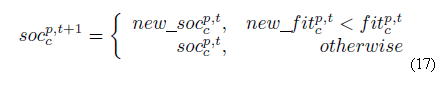 soc_c^{p,t+1} = { new_soc_c^{p,t}, new_fit_c^{p,t} < fit_c^{p,t}
soc_c^{p,t}, otherwise
(17)